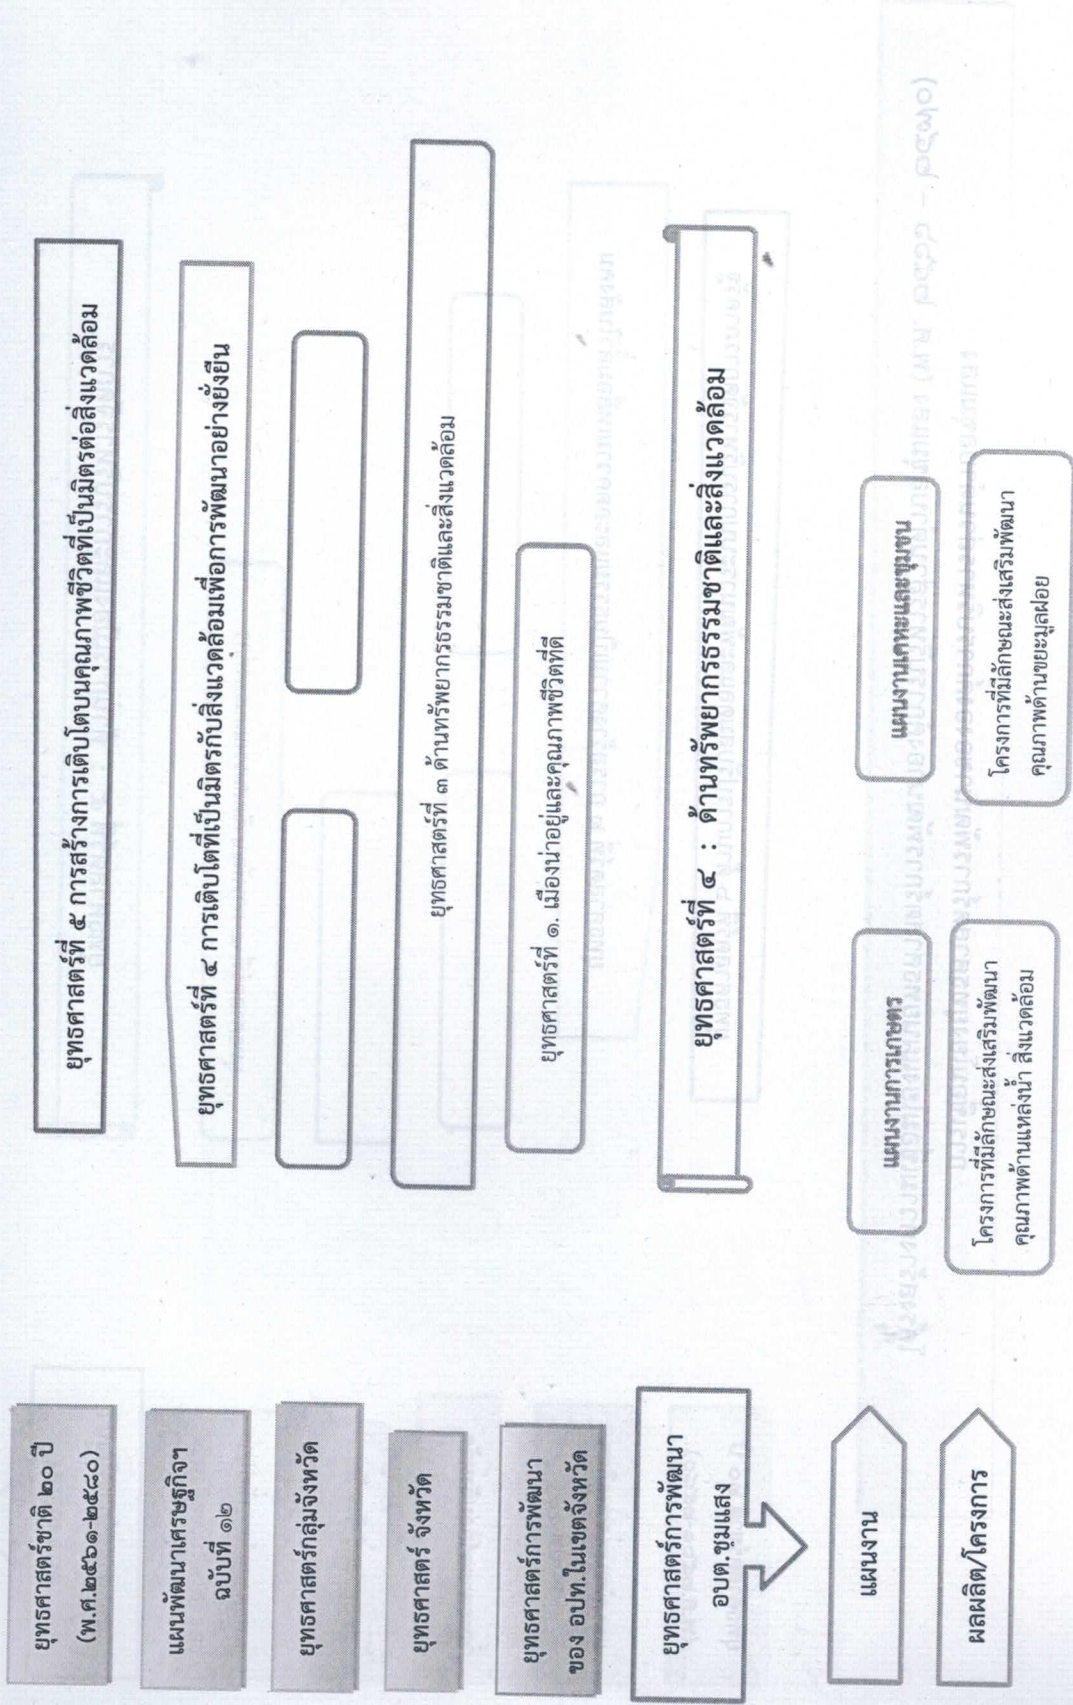 ยุทธศาสตร์ชาติ ๒๐ ปี
(พ.ศ.๒๕๖๑-๒๕๘๐)
ยุทธศาสตร์ที่ ๕ การสร้างการเติบโตบนคุณภาพชีวิตที่เป็นมิตรต่อสิ่งแวดล้อม
แผนพัฒนาเศรษฐกิจฯ
ฉบับที่ ๑๒
ยุทธศาสตร์ที่ ๔ การเติบโตที่เป็นมิตรกับสิ่งแวดล้อมเพื่อการพัฒนาอย่างยั่งยืน
ยุทธศาสตร์กลุ่มจังหวัด
ยุทธศาสตร์ จังหวัด
ยุทธศาสตร์ที่ ๓ ด้านทรัพยากรธรรมชาติและสิ่งแวดล้อม
ยุทธศาสตร์การพัฒนา
ของ อปท.ในเขตจังหวัด
ยุทธศาสตร์ที่ ๑. เมืองน่าอยู่และคุณภาพชีวิตที่ดี
ยุทธศาสตร์การพัฒนา
อบต.ชุมแสง
ยุทธศาสตร์ที่ ๔ : ด้านทรัพยากรธรรมชาติและสิ่งแวดล้อม
แผนงาน
แผนงานการเกษตร
แผนงานเคหะและชุมชน
ผลผลิต/โครงการ
โครงการที่มีลักษณะส่งเสริมพัฒนา
คุณภาพด้านแหล่งน้ำ สิ่งแวดล้อม
โครงการที่มีลักษณะส่งเสริมพัฒนา
คุณภาพด้านขยะมูลฝอย